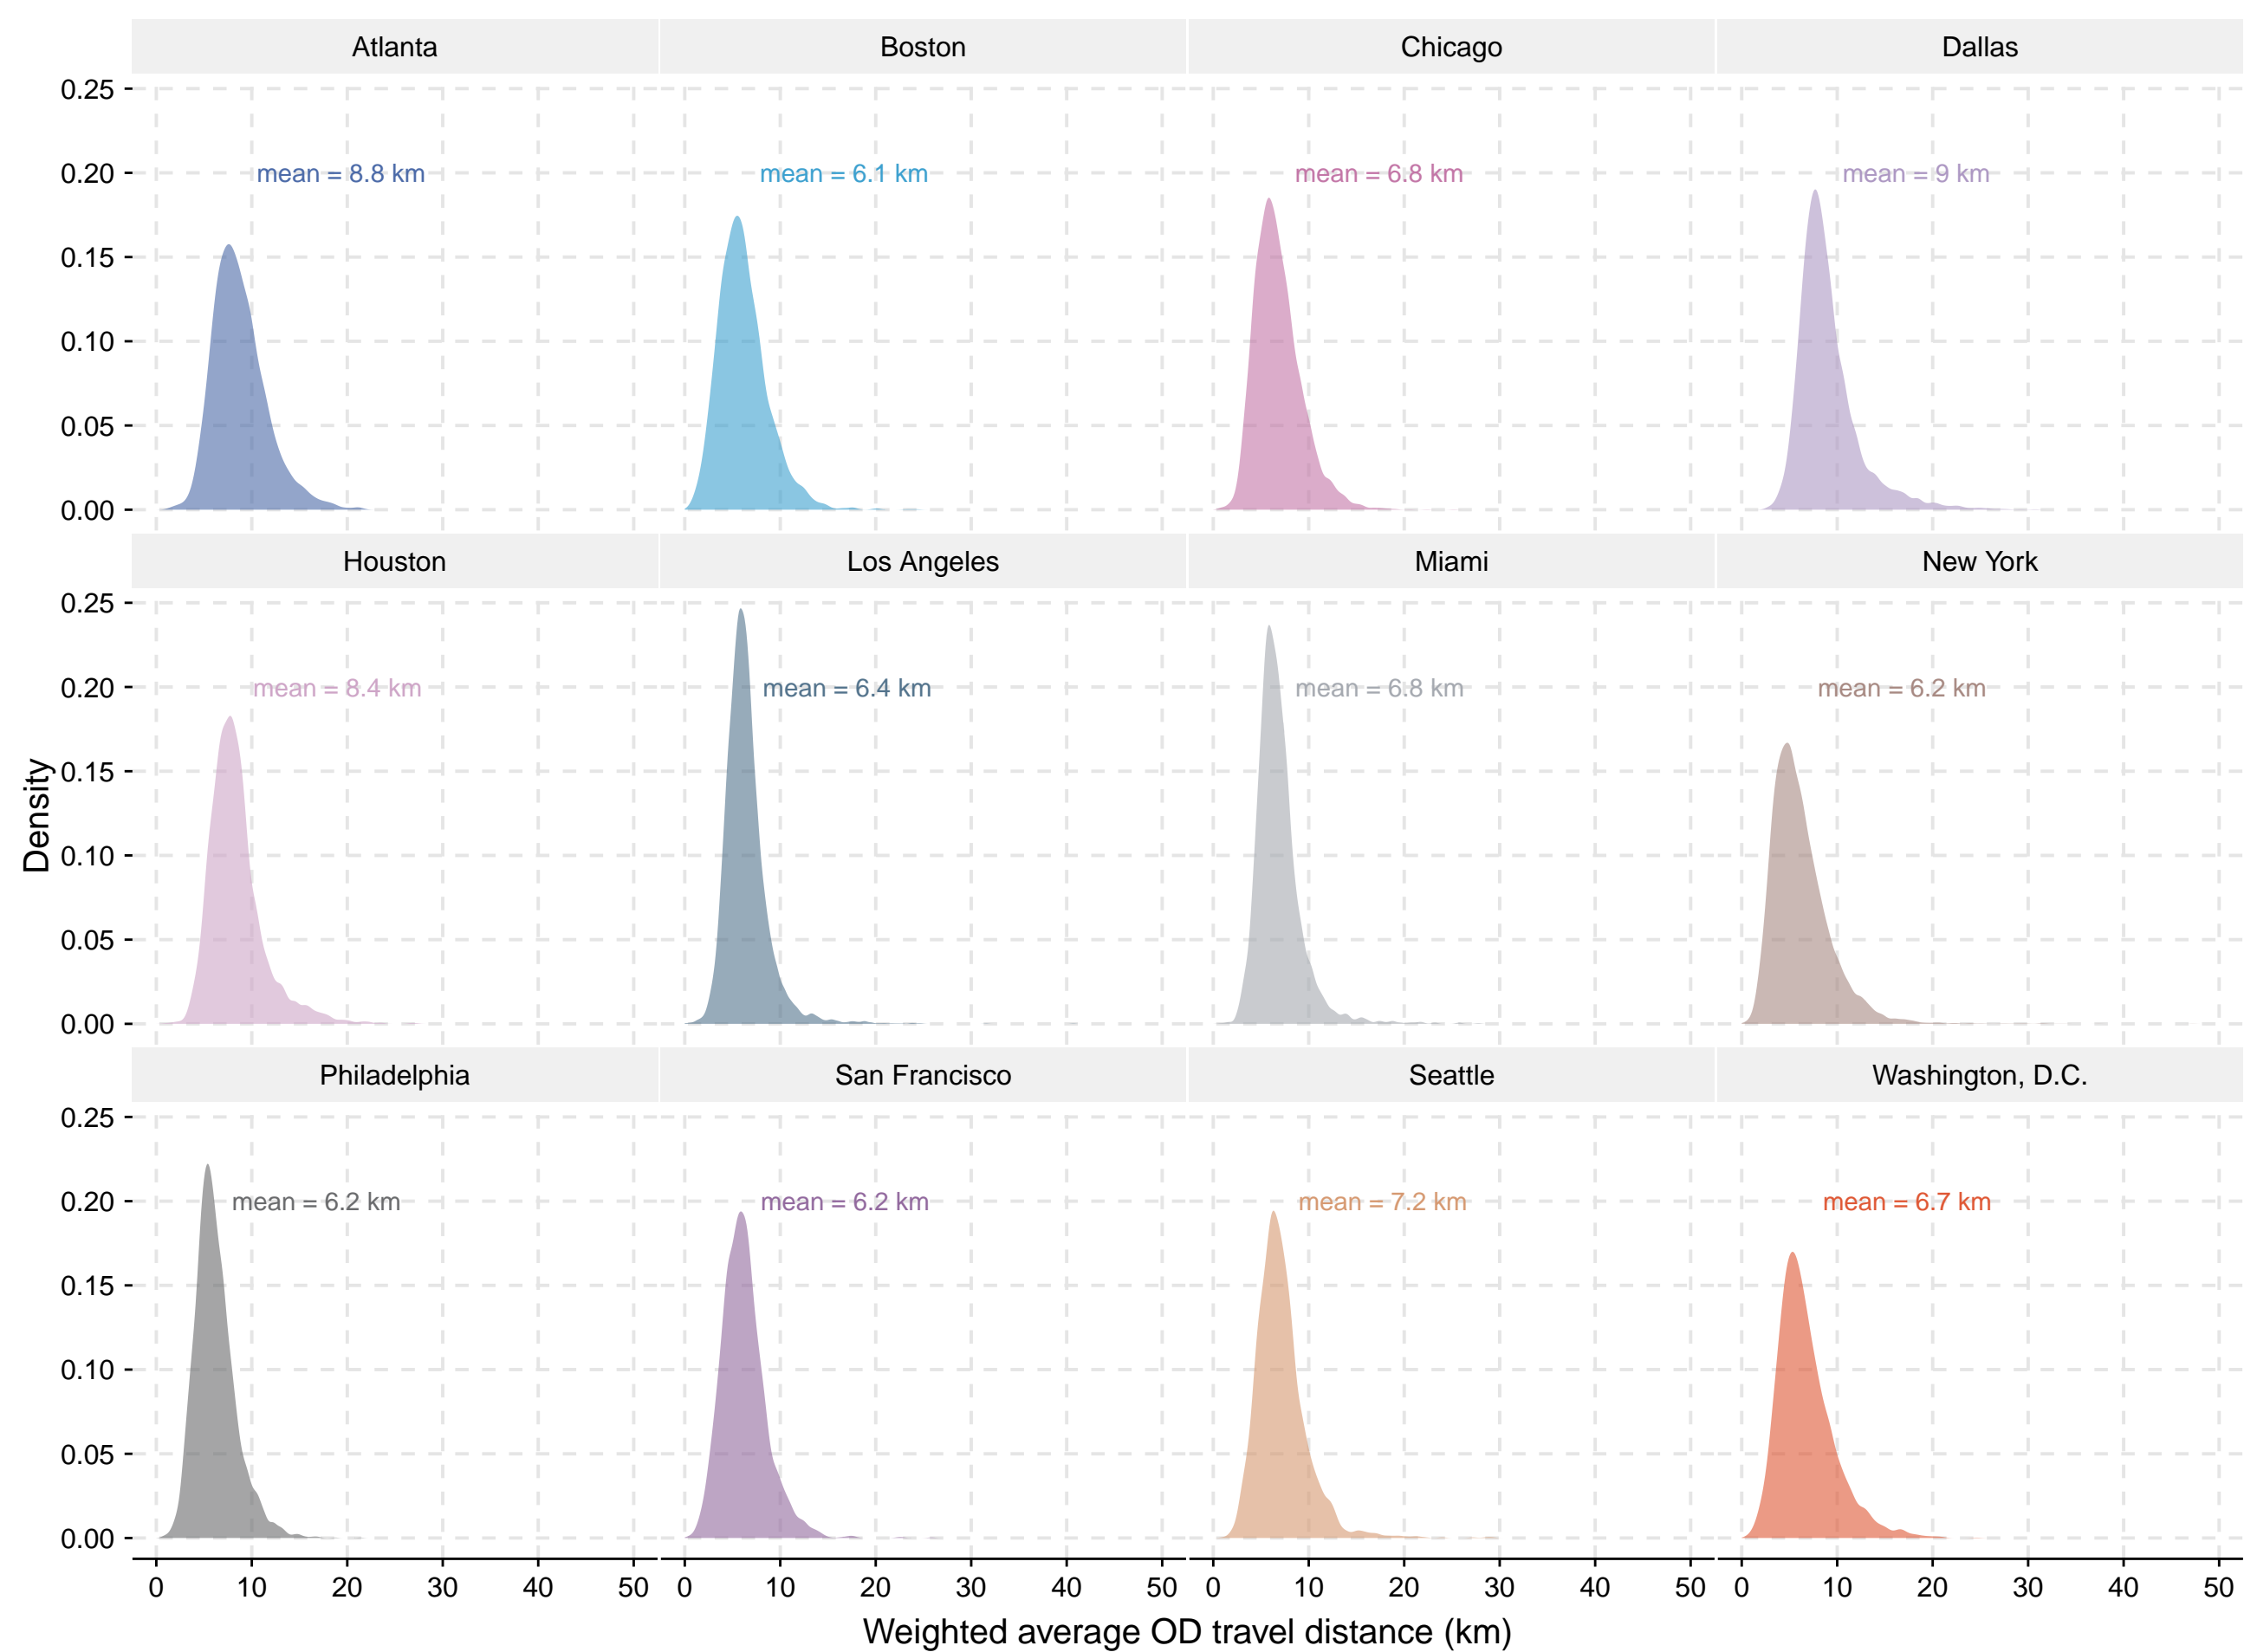 Atlanta Boston Chicago Dallas
0.25
mean = 8.8 km mean = 6.1 km mean = 6.8 km mean = 9 km
0.20
0.15
0.10
0.05
0.00
Houston Los Angeles Miami New York
0.25
mean = 8.4 km mean = 6.4 km mean = 6.8 km mean = 6.2 km
0.20
0.15
0.10
0.05
0.00
Density
Philadelphia San Francisco Seattle Washington, D.C.
0.25
mean = 6.2 km mean = 6.2 km mean = 7.2 km mean = 6.7 km
0.20
0.15
0.10
0.05
0.00
0 10 20 30 40 50 0 10 20 30 40 50 0 10 20 30 40 50 0 10 20 30 40 50
Weighted average OD travel distance (km)